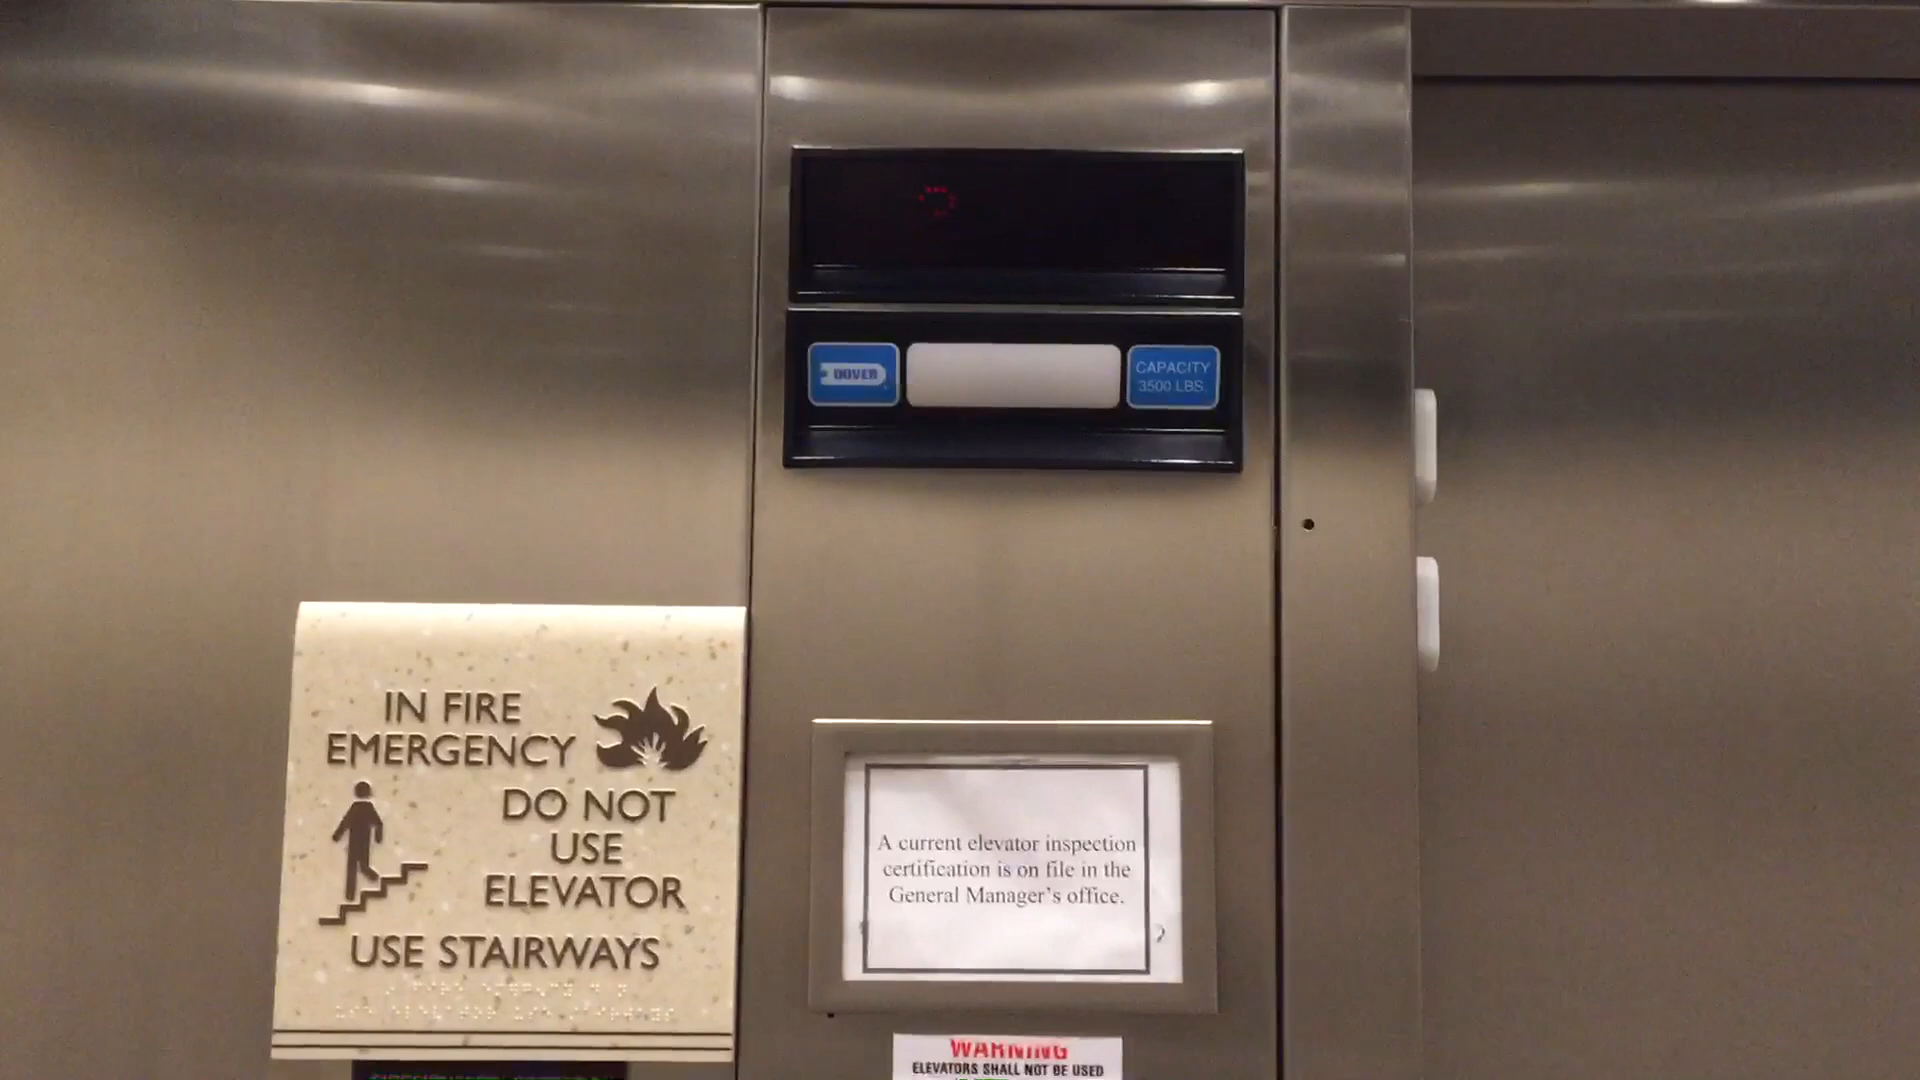 DOVER
CAPACITY
3500 LBS.
IN FIRE
EMERGENCY
DO NOT
USE
ELEVATOR
USE STAIRWAYS
A current elevator inspection
certification is on file in the
General Manager's office.
WARNING
ELEVATORS SHALL NOT BE USED